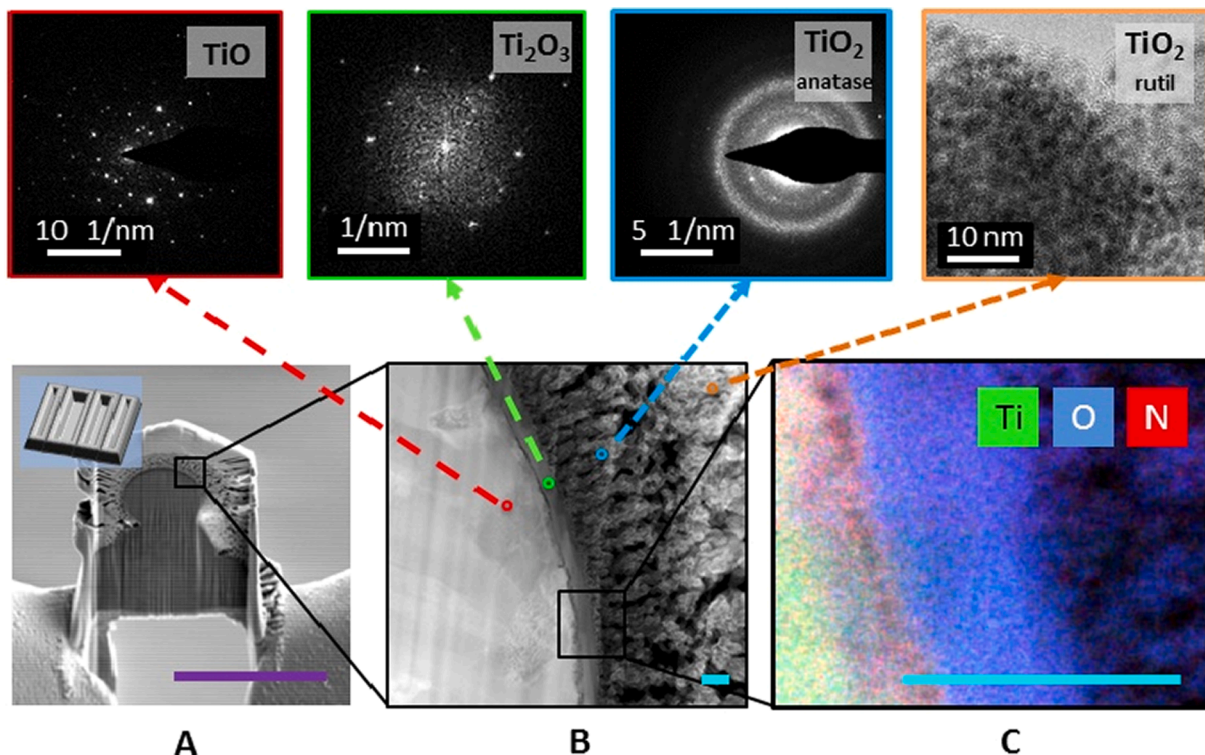 TiO
10 1/nm
Ti₂O₃
1/nm
TiO₂
anatase
5 1/nm
TiO₂
rutil
10 nm
Ti O N
A B C